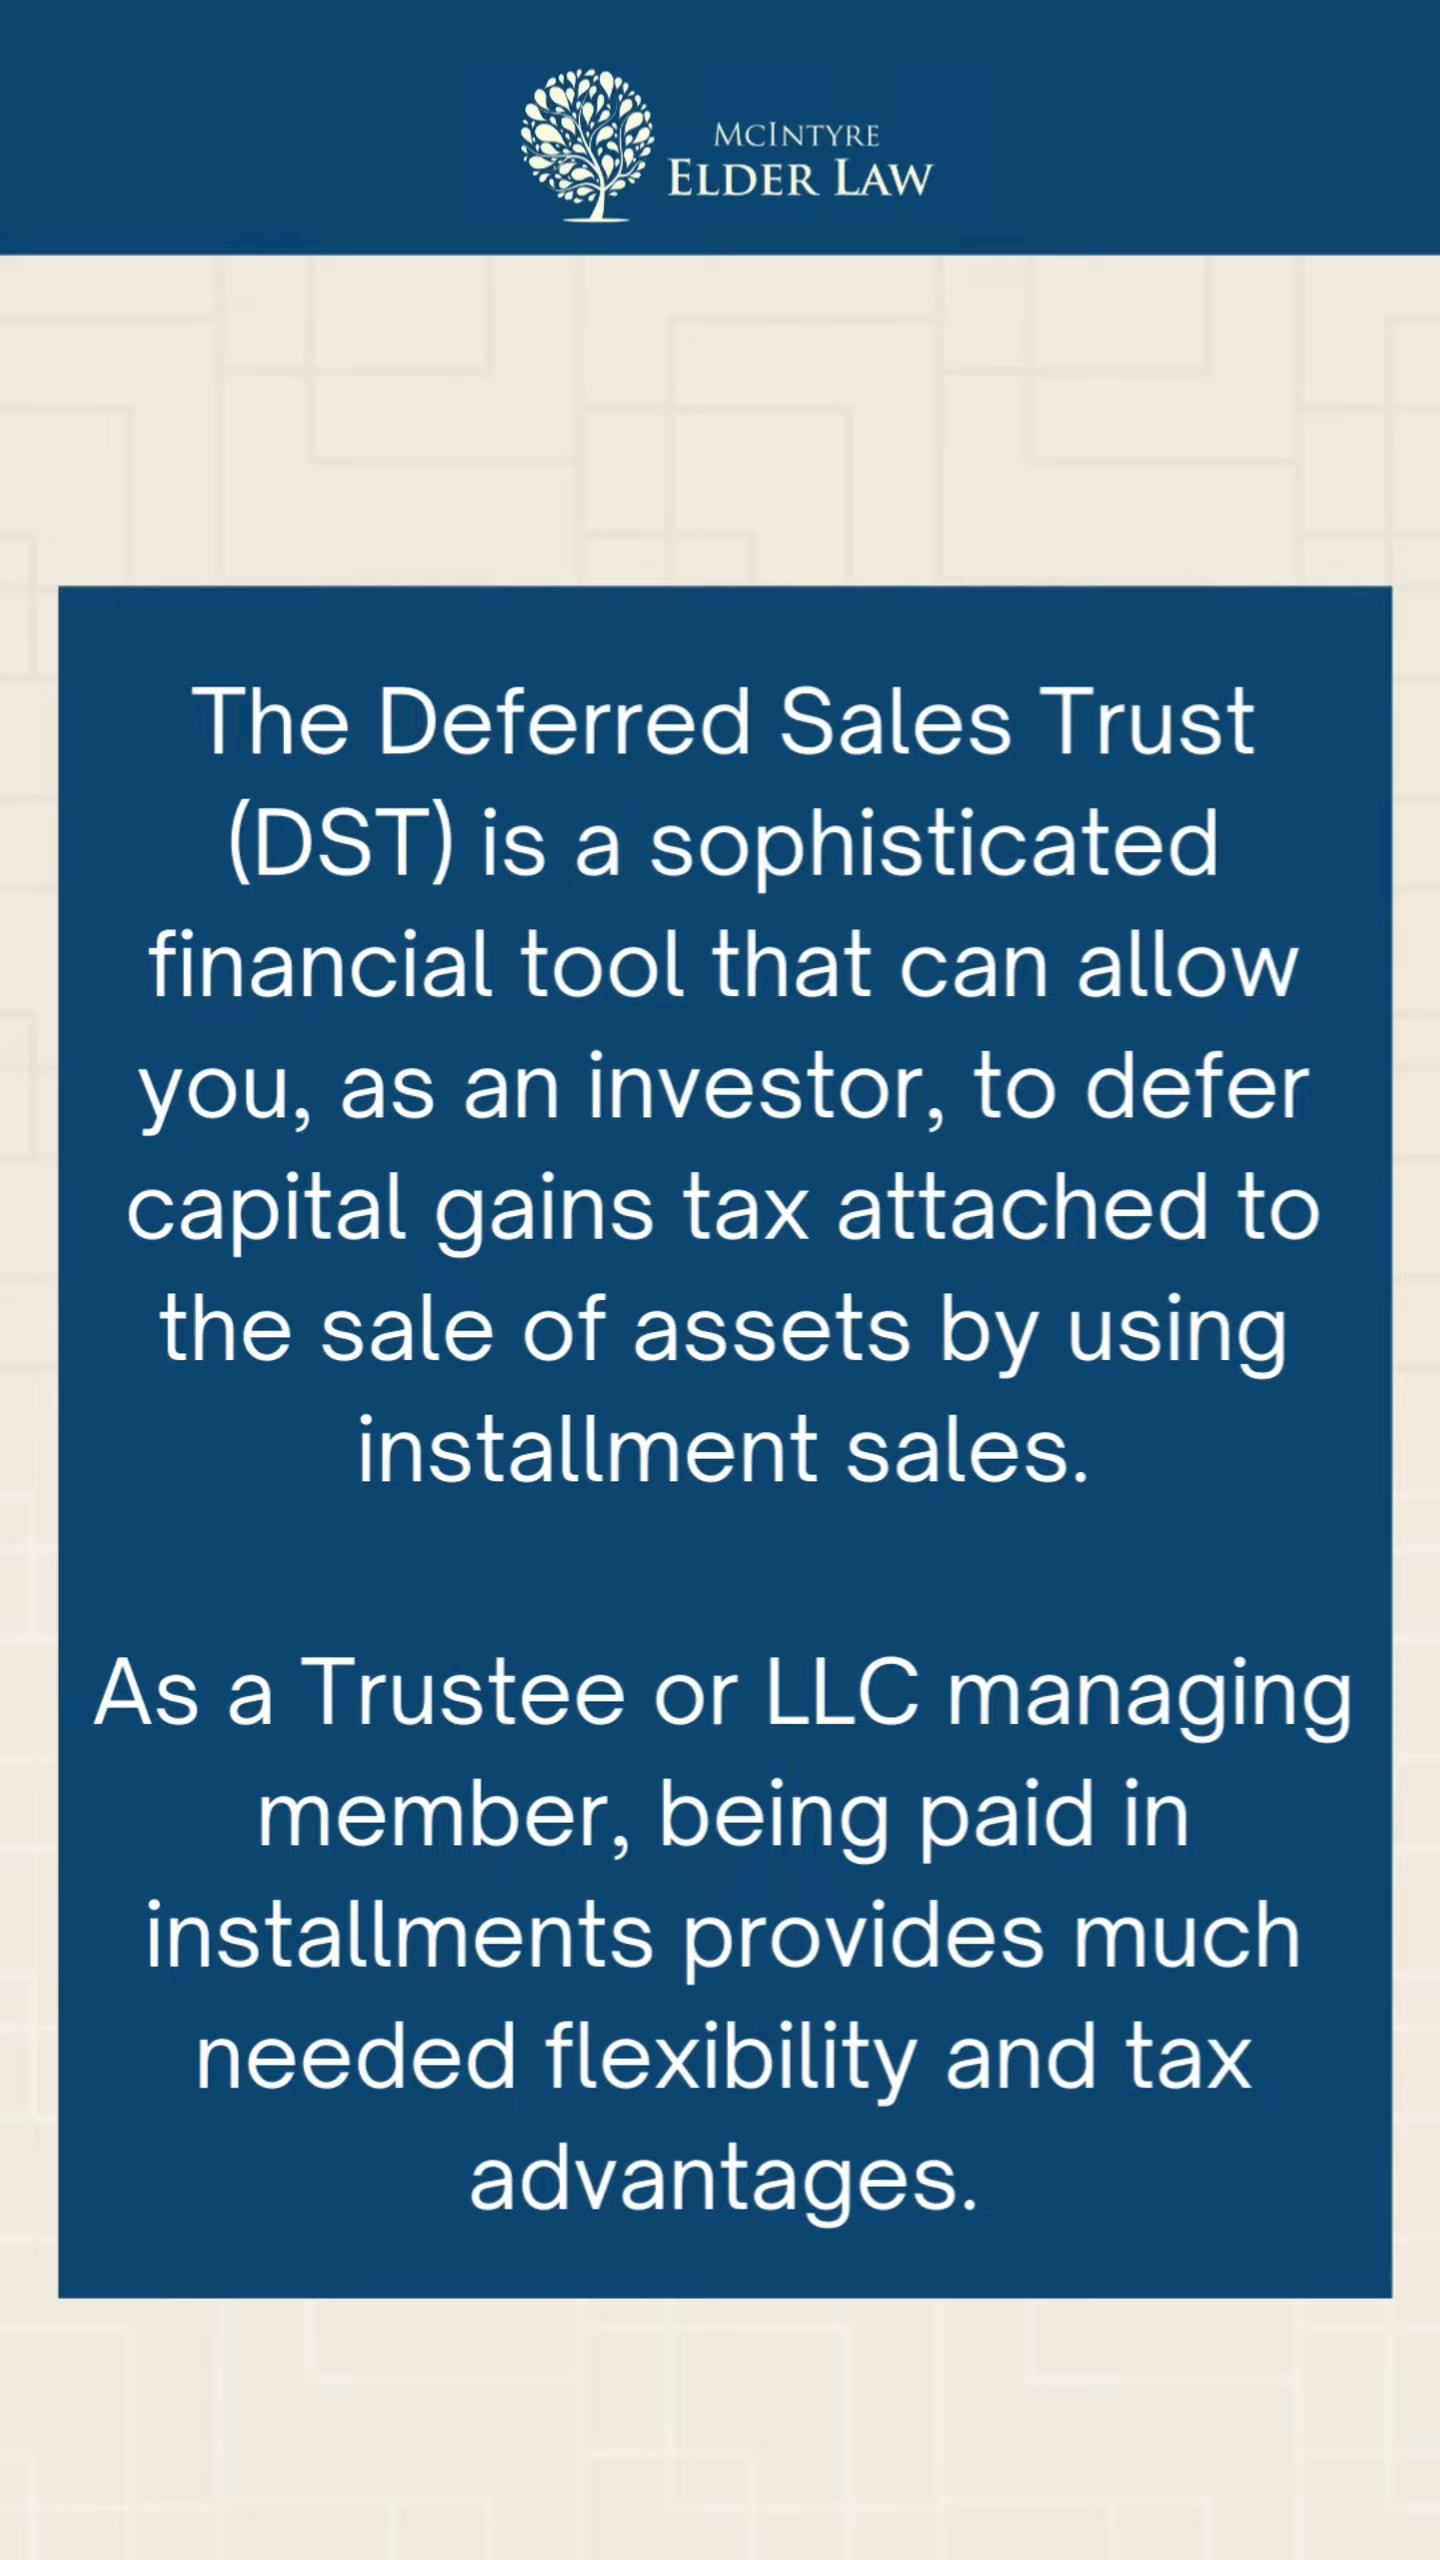 McIntyre
Elder Law
The Deferred Sales Trust
(DST) is a sophisticated
financial tool that can allow
you, as an investor, to defer
capital gains tax attached to
the sale of assets by using
installment sales.
As a Trustee or LLC managing
member, being paid in
installments provides much
needed flexibility and tax
advantages.